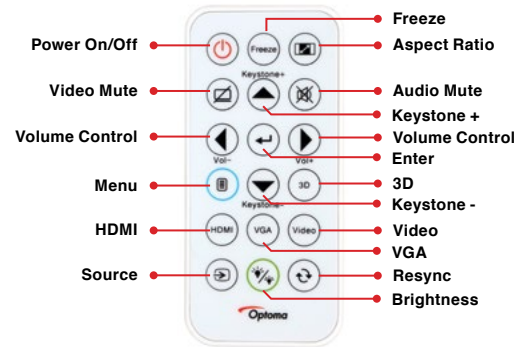 Freeze
Power On/Off
Freeze
Aspect Ratio
Keystone+
Video Mute
Audio Mute
Keystone +
Volume Control
Volume Control
Vol-
Vol+
Enter
Menu
3D
3D
Keystone-
Keystone -
HDMI
HDMI
VGA
Video
Video
VGA
Source
Resync
Brightness
Optoma